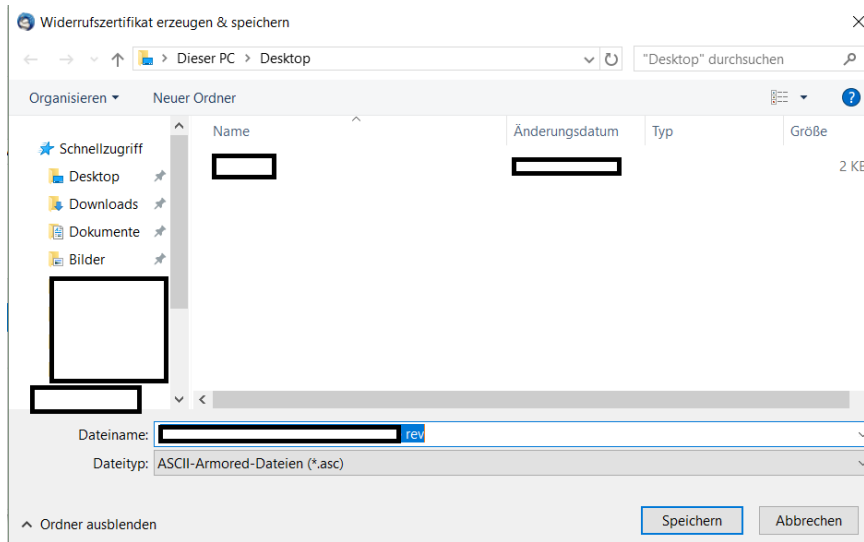 Widerrufszertifikat erzeugen & speichern
Dieser PC > Desktop
"Desktop" durchsuchen
Organisieren
Neuer Ordner
?
Name
Änderungsdatum
Typ
Größe
Schnellzugriff
2 KB
Desktop
Downloads
Dokumente
Bilder
Dateiname: rev
Dateityp: ASCII-Armored-Dateien (*.asc)
Ordner ausblenden
Speichern
Abbrechen